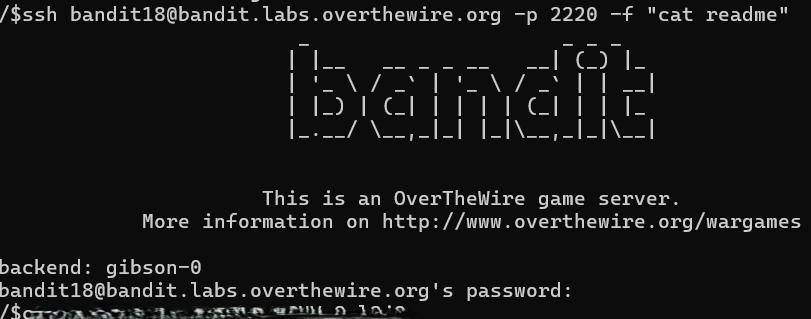 /$ssh bandit18@bandit.labs.overthewire.org -p 2220 -f "cat readme"
bandit
This is an OverTheWire game server.
More information on http://www.overthewire.org/wargames
backend: gibson-0
bandit18@bandit.labs.overthewire.org's password:
/$